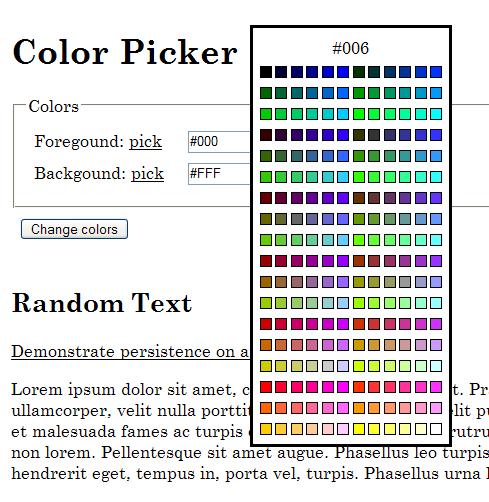 Color Picker
#006
Colors
Foregound: pick #000
Backgound: pick #FFF
Change colors
Random Text
Demonstrate persistence on a
Lorem ipsum dolor sit amet, c t. Pr
ullamcorper, velit nulla porttit elit pu
et malesuada fames ac turpis rutru
non lorem. Pellentesque sit amet augue. Phasellus leo turpis
hendrerit eget, tempus in, porta vel, turpis. Phasellus urna